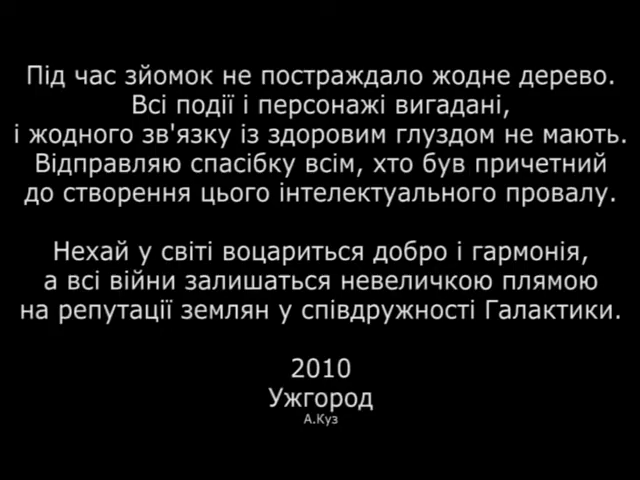 Під час зйомок не постраждало жодне дерево.
Всі події і персонажі вигадані,
і жодного зв'язку із здоровим глуздом не мають.
Відправляю спасібку всім, хто був причетний
до створення цього інтелектуального провалу.
Нехай у світі воцариться добро і гармонія,
а всі війни залишаться невеличкою плямою
на репутації землян у співдружності Галактики.
2010
Ужгород
А.Куз